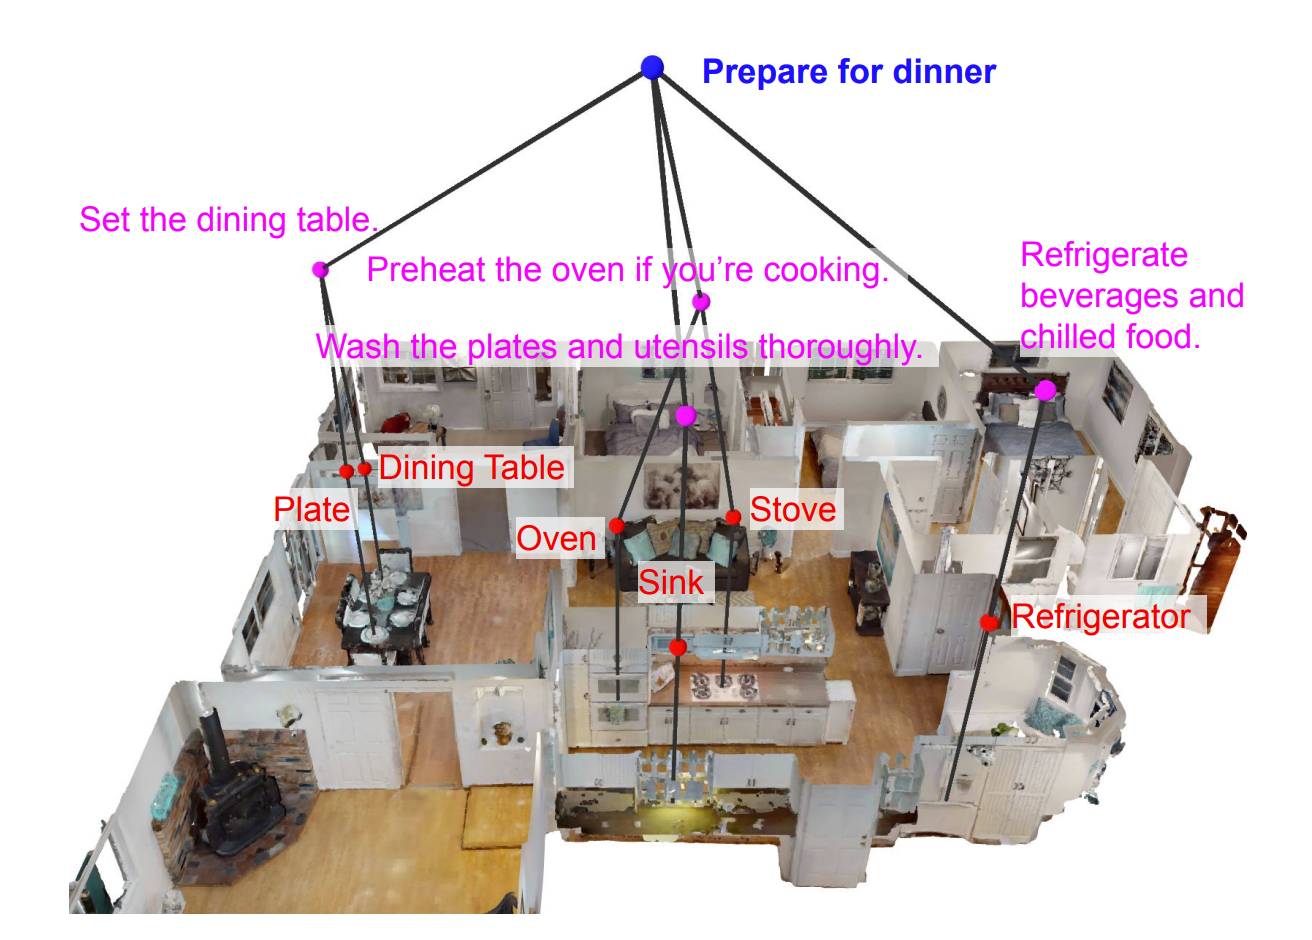 Prepare for dinner
Set the dining table.
Preheat the oven if you’re cooking.
Refrigerate
beverages and
chilled food.
Wash the plates and utensils thoroughly.
Dining Table
Plate
Stove
Oven
Sink
Refrigerator